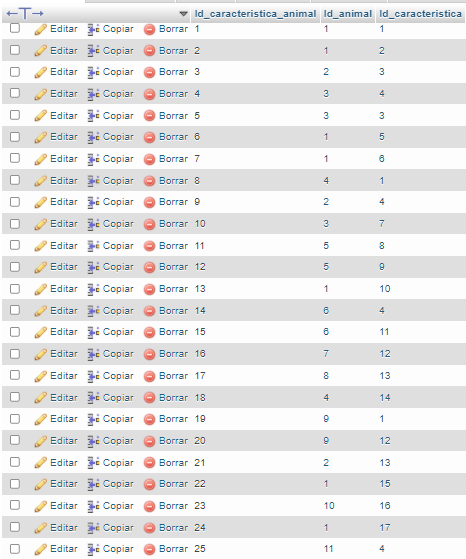 Id_caracteristica_animal Id_animal Id_caracteristica
Editar Copiar Borrar 1 1 1
Editar Copiar Borrar 2 1 2
Editar Copiar Borrar 3 2 3
Editar Copiar Borrar 4 3 4
Editar Copiar Borrar 5 3 3
Editar Copiar Borrar 6 1 5
Editar Copiar Borrar 7 1 6
Editar Copiar Borrar 8 4 1
Editar Copiar Borrar 9 2 4
Editar Copiar Borrar 10 3 7
Editar Copiar Borrar 11 5 8
Editar Copiar Borrar 12 5 9
Editar Copiar Borrar 13 1 10
Editar Copiar Borrar 14 6 4
Editar Copiar Borrar 15 6 11
Editar Copiar Borrar 16 7 12
Editar Copiar Borrar 17 8 13
Editar Copiar Borrar 18 4 14
Editar Copiar Borrar 19 9 1
Editar Copiar Borrar 20 9 12
Editar Copiar Borrar 21 2 13
Editar Copiar Borrar 22 1 15
Editar Copiar Borrar 23 10 16
Editar Copiar Borrar 24 1 17
Editar Copiar Borrar 25 11 4